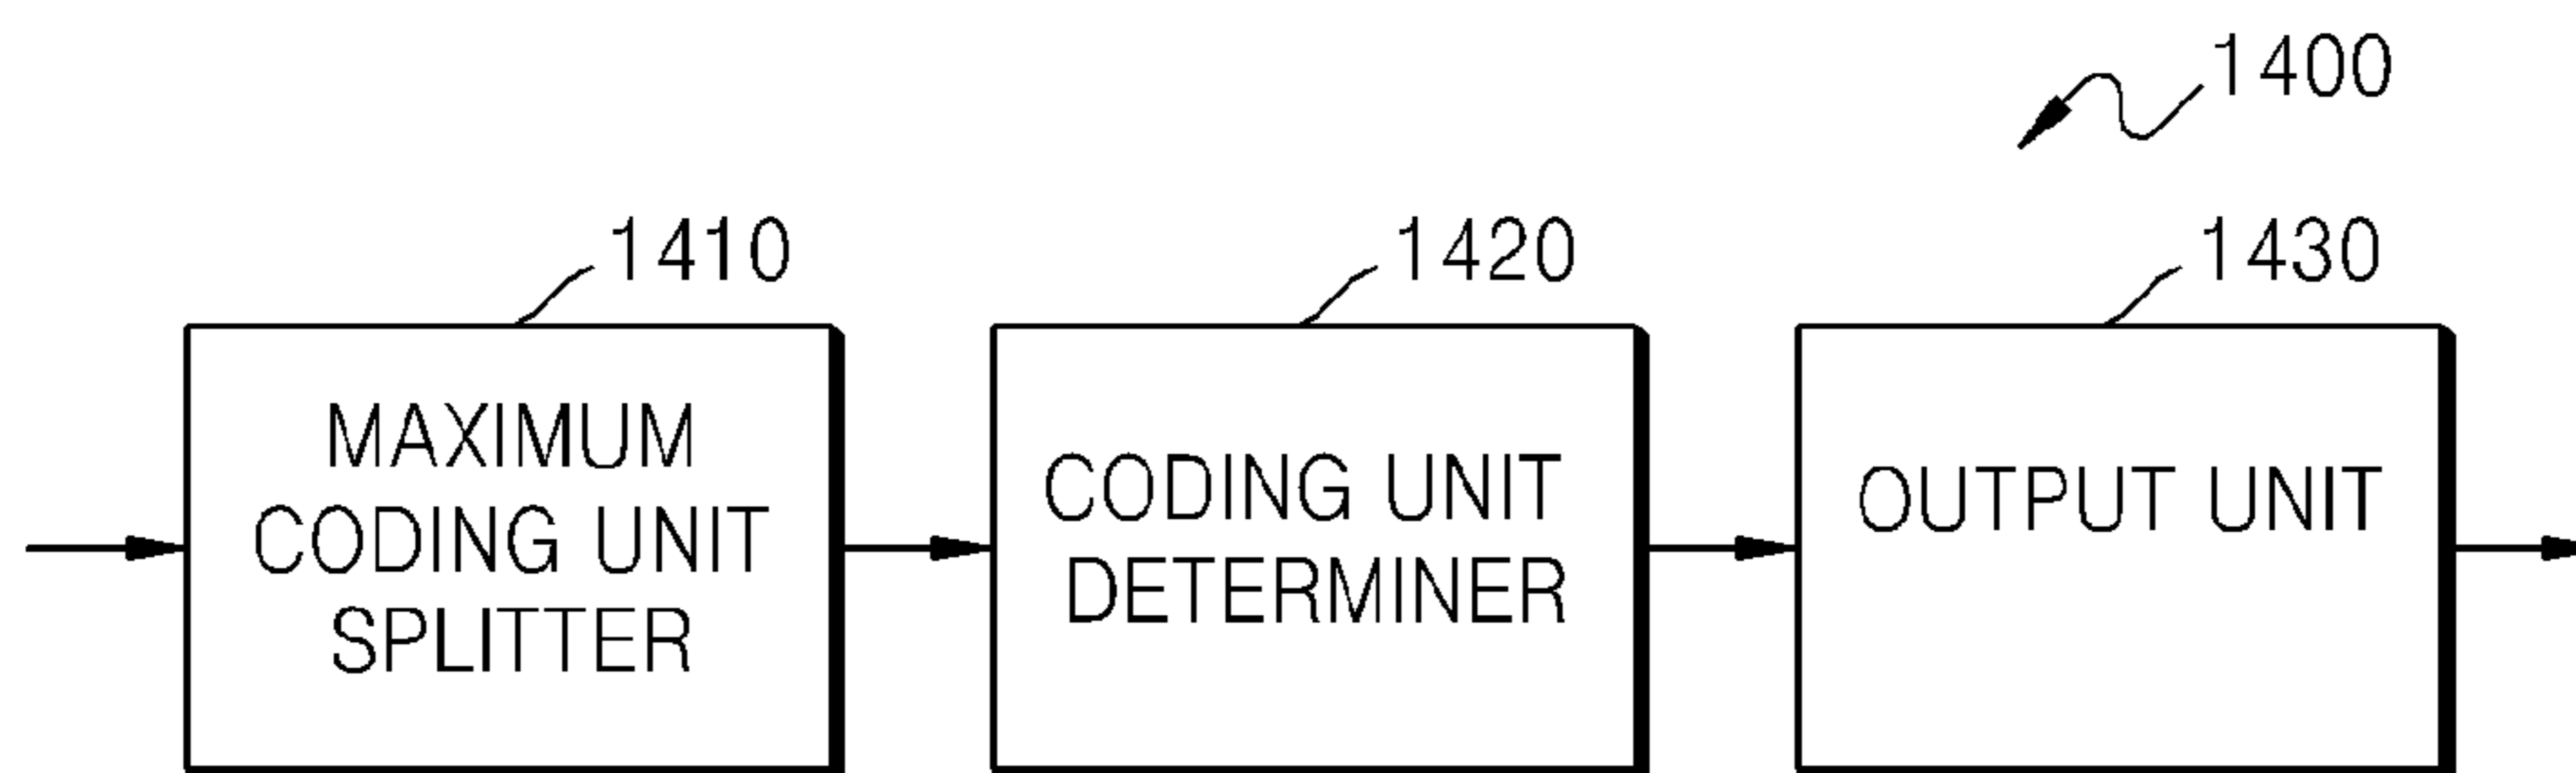 1400
1410
1420
1430
MAXIMUM
CODING UNIT
SPLITTER
CODING UNIT
DETERMINER
OUTPUT UNIT